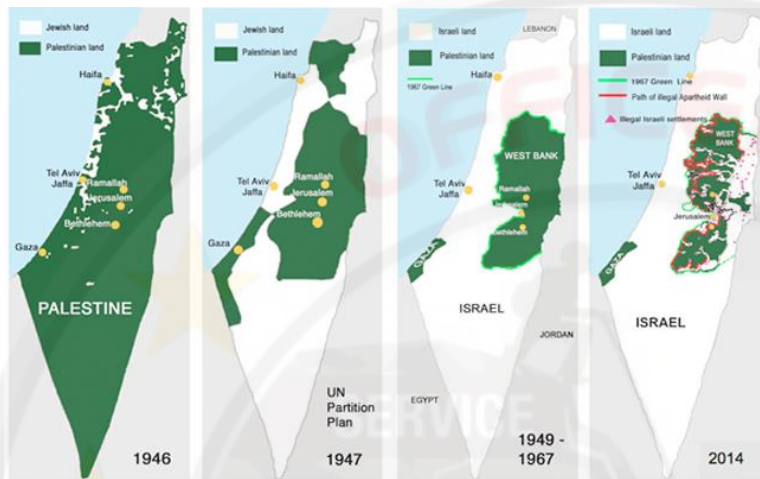 Jewish land
Palestinian land
Haifa
Tel Aviv
Jaffa
Ramallah
Jerusalem
Bethlehem
Gaza
PALESTINE
1946
Jewish land
Palestinian land
Haifa
Tel Aviv
Jaffa
Ramallah
Jerusalem
Bethlehem
Gaza
UN
Partition
Plan
1947
Israeli land
Palestinian land
1967 Green Line
LEBANON
Haifa
WEST BANK
Tel Aviv
Jaffa
Ramallah
Jerusalem
Bethlehem
GAZA
ISRAEL
JORDAN
EGYPT
1949 -
1967
Israeli land
Palestinian land
1967 Green Line
Path of illegal Apartheid Wall
Illegal Israeli settlements
WEST
BANK
Tel Aviv
Jaffa
Jerusalem
GAZA
ISRAEL
2014
SERVICE